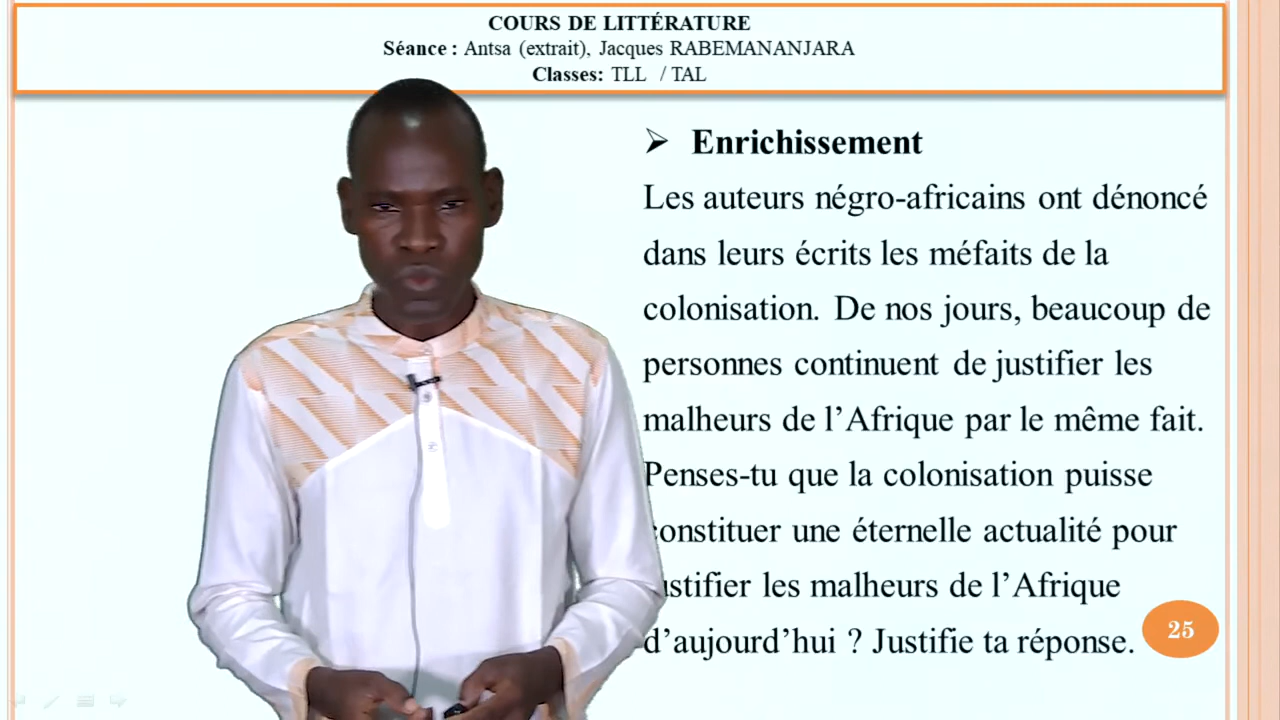 COURS DE LITTÉRATURE
Séance : Antsa (extrait), Jacques RABEMANANJARA
Classes: TLL / TAL
➢ Enrichissement
Les auteurs négro-africains ont dénoncé
dans leurs écrits les méfaits de la
colonisation. De nos jours, beaucoup de
personnes continuent de justifier les
malheurs de l’Afrique par le même fait.
Penses-tu que la colonisation puisse
constituer une éternelle actualité pour
justifier les malheurs de l’Afrique
d’aujourd’hui ? Justifie ta réponse.
25